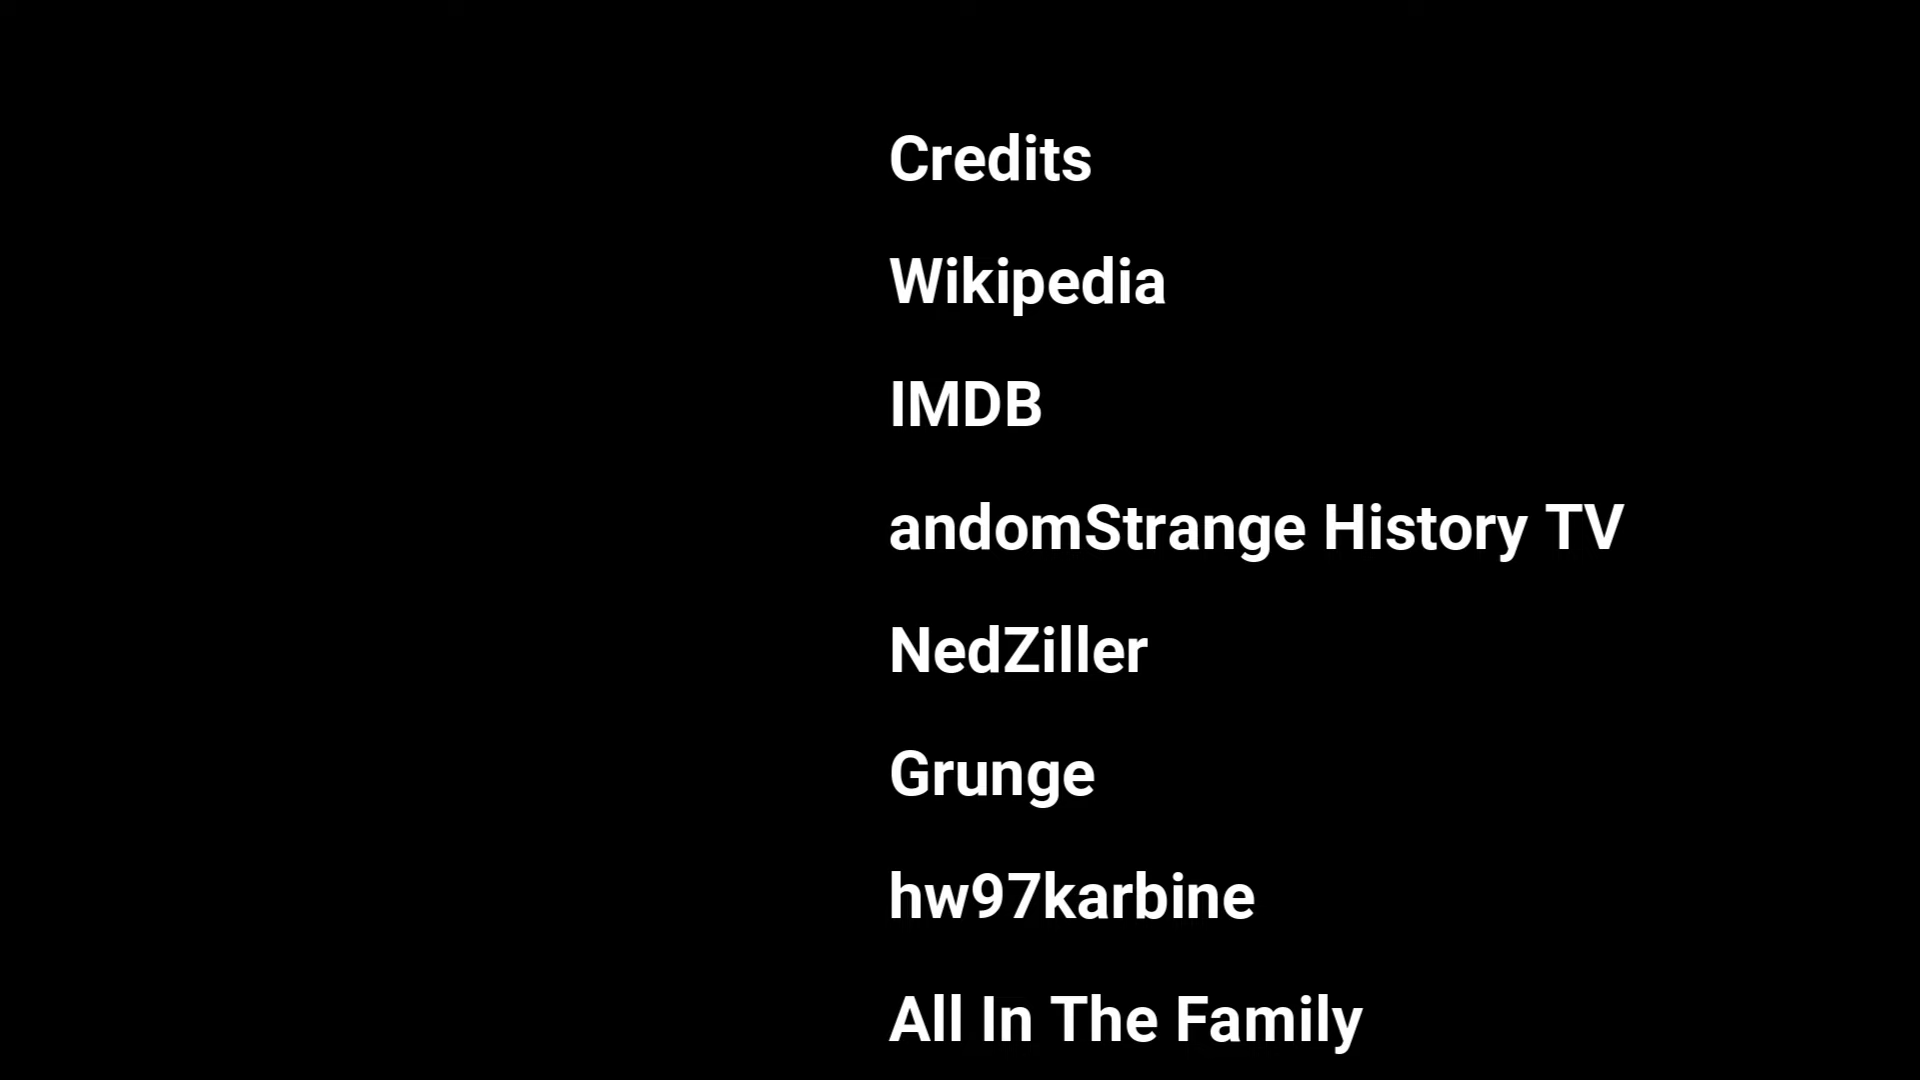 Credits
Wikipedia
IMDB
andomStrange History TV
NedZiller
Grunge
hw97karbine
All In The Family